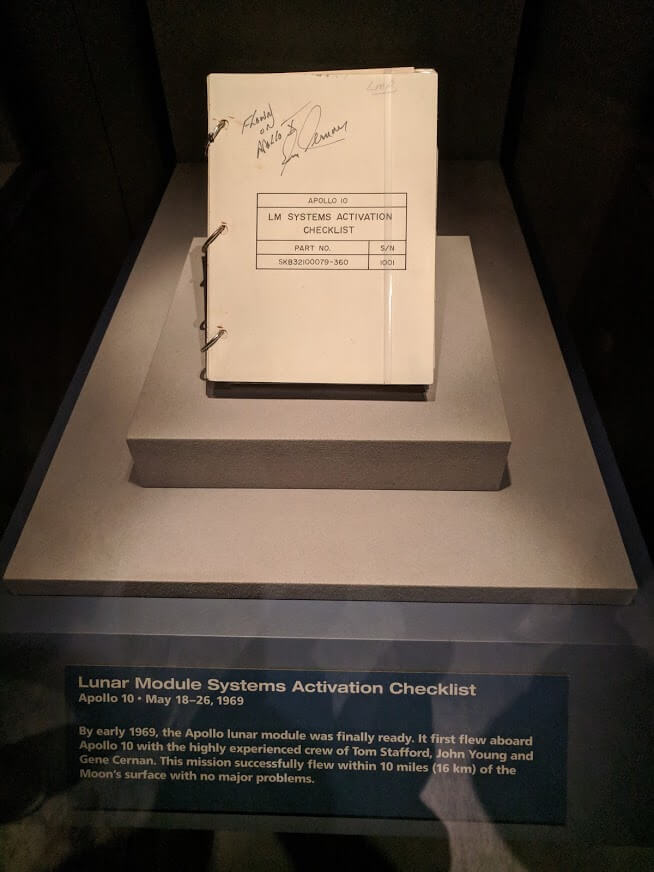 LMP
FLOWN
ON
APOLLO X
Gene Cernan
APOLLO 10
LM SYSTEMS ACTIVATION
CHECKLIST
PART NO. S/N
SKB32100079-360 1001
Lunar Module Systems Activation Checklist
Apollo 10 • May 18–26, 1969
By early 1969, the Apollo lunar module was finally ready. It first flew aboard
Apollo 10 with the highly experienced crew of Tom Stafford, John Young and
Gene Cernan. This mission successfully flew within 10 miles (16 km) of the
Moon's surface with no major problems.